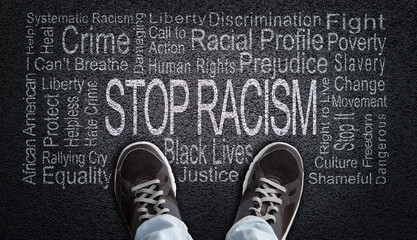 Systematic Racism
Liberty
Discrimination
Fight
Help!
Heal
Crime
Damaging
Call to
Action
Racial Profile
Poverty
I Can't Breathe
Human Rights
Prejudice
Slavery
African American
Liberty
Protect
Helpless
Hate Crime
STOP RACISM
Change
Movement
Right to Live
Stop It
Freedom
Dangerous
Rallying Cry
Black Lives
Culture
Equality
Justice
Shameful